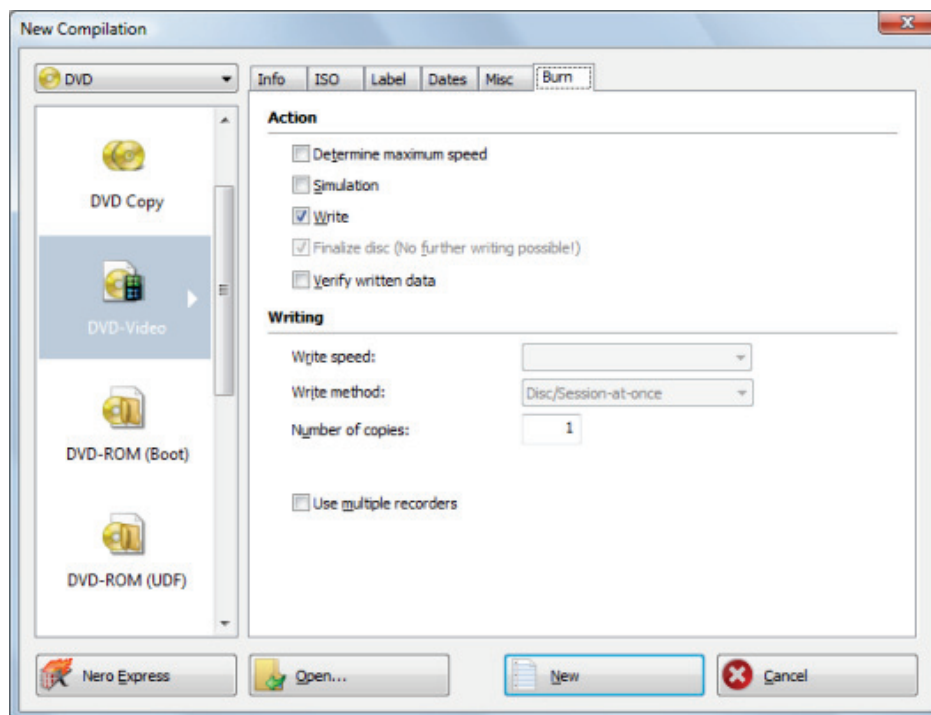 New Compilation
DVD
Info ISO Label Dates Misc Burn
DVD Copy
DVD-Video
DVD-ROM (Boot)
DVD-ROM (UDF)
Action
Determine maximum speed
Simulation
Write
Finalize disc (No further writing possible!)
Verify written data
Writing
Write speed:
Write method: Disc/Session-at-once
Number of copies: 1
Use multiple recorders
Nero Express Open... New Cancel